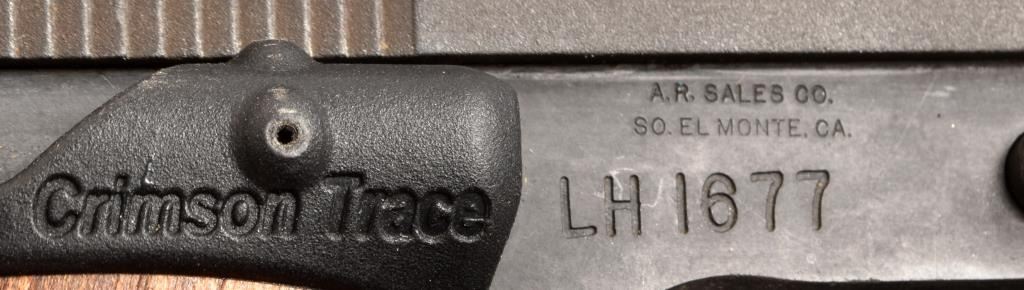 Crimson Trace
A.R. SALES CO.
SO. EL MONTE, CA.
LH 1677